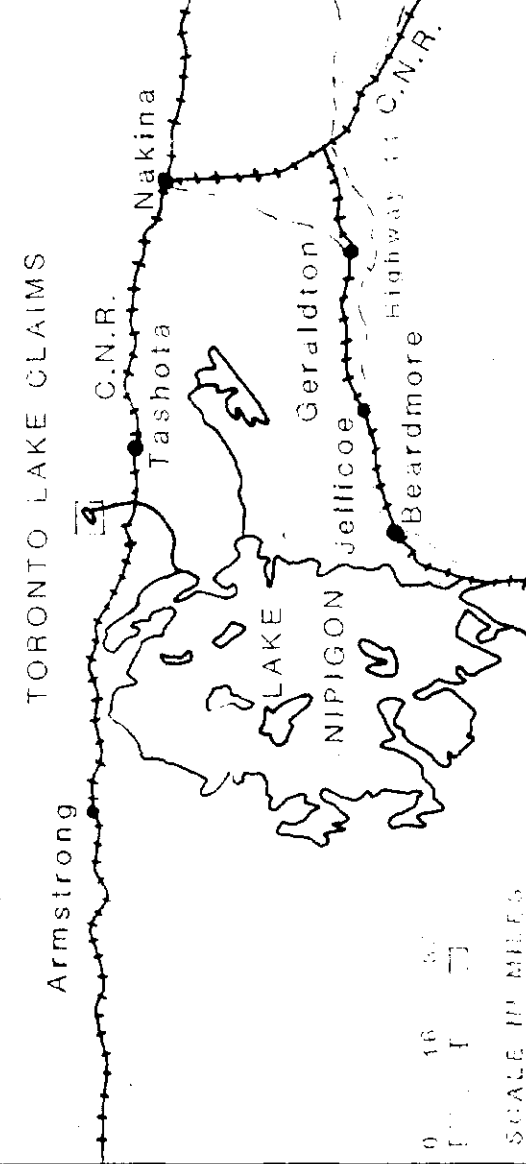 TORONTO LAKE CLAIMS
Armstrong
C.N.R.
Tashota
Nakina
LAKE
NIPIGON
Geraldton
Jellicoe
Beardmore
Highway 11
C.N.R.
0 16
SCALE IN MILES